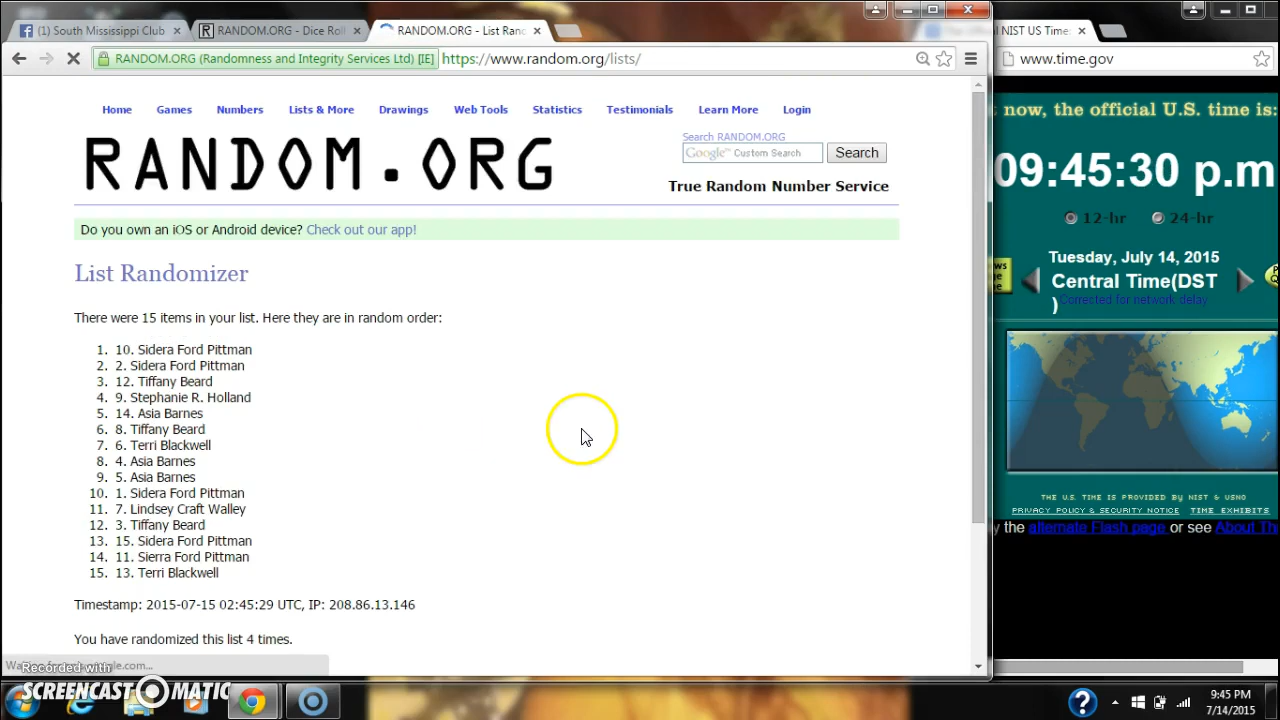 (1) South Mississippi Club
RANDOM.ORG - Dice Roll
RANDOM.ORG - List Ran
NIST US Time
RANDOM.ORG (Randomness and Integrity Services Ltd) [IE]
https://www.random.org/lists/
www.time.gov
Home Games Numbers Lists & More Drawings Web Tools Statistics Testimonials Learn More Login
RANDOM.ORG
Search RANDOM.ORG
Google™ Custom Search
Search
True Random Number Service
Do you own an iOS or Android device? Check out our app!
List Randomizer
There were 15 items in your list. Here they are in random order:
1. 10. Sidera Ford Pittman
2. 2. Sidera Ford Pittman
3. 12. Tiffany Beard
4. 9. Stephanie R. Holland
5. 14. Asia Barnes
6. 8. Tiffany Beard
7. 6. Terri Blackwell
8. 4. Asia Barnes
9. 5. Asia Barnes
10. 1. Sidera Ford Pittman
11. 7. Lindsey Craft Walley
12. 3. Tiffany Beard
13. 15. Sidera Ford Pittman
14. 11. Sierra Ford Pittman
15. 13. Terri Blackwell
Timestamp: 2015-07-15 02:45:29 UTC, IP: 208.86.13.146
You have randomized this list 4 times.
now, the official U.S. time is:
09:45:30 p.m
12-hr 24-hr
Tuesday, July 14, 2015
Central Time(DST
)
Corrected for network delay
THE U.S. TIME IS PROVIDED BY NIST & USNO
PRIVACY POLICY & SECURITY NOTICE TIME EXHIBITS
y the alternate Flash page or see About Th
Recorded with
SCREENCAST MATIC
9:45 PM
7/14/2015